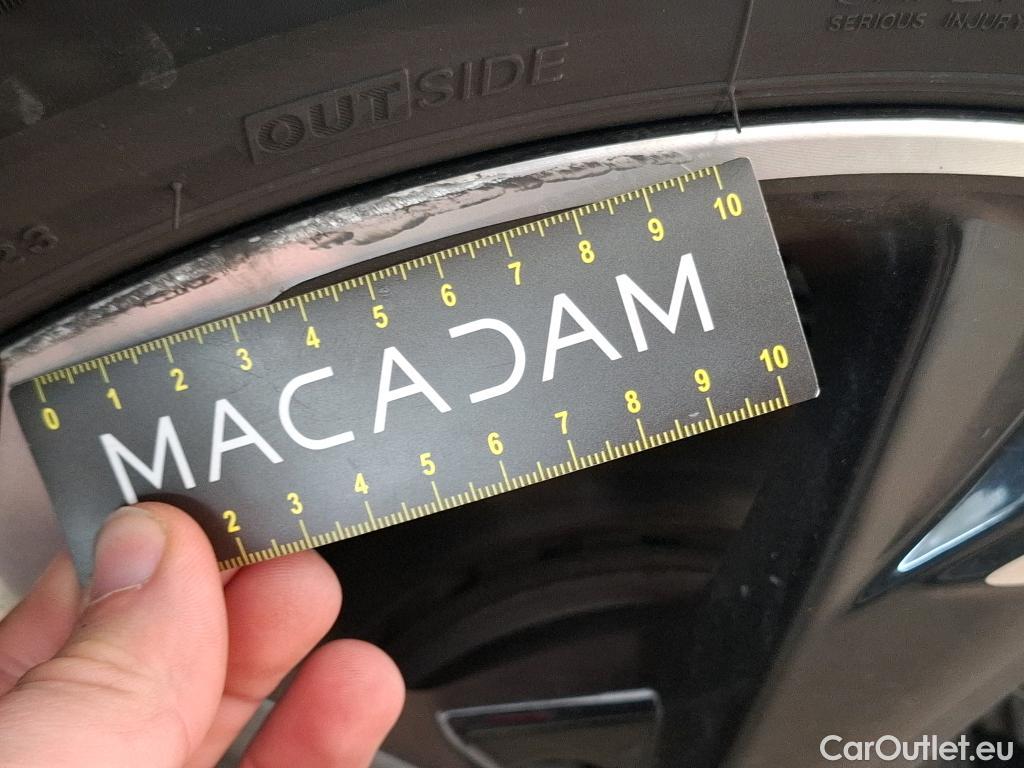 SERIOUS INJURY
OUTSIDE
23
0 1 2 3 4 5 6 7 8 9 10
MACADAM
2 3 4 5 6 7 8 9 10
CarOutlet.eu